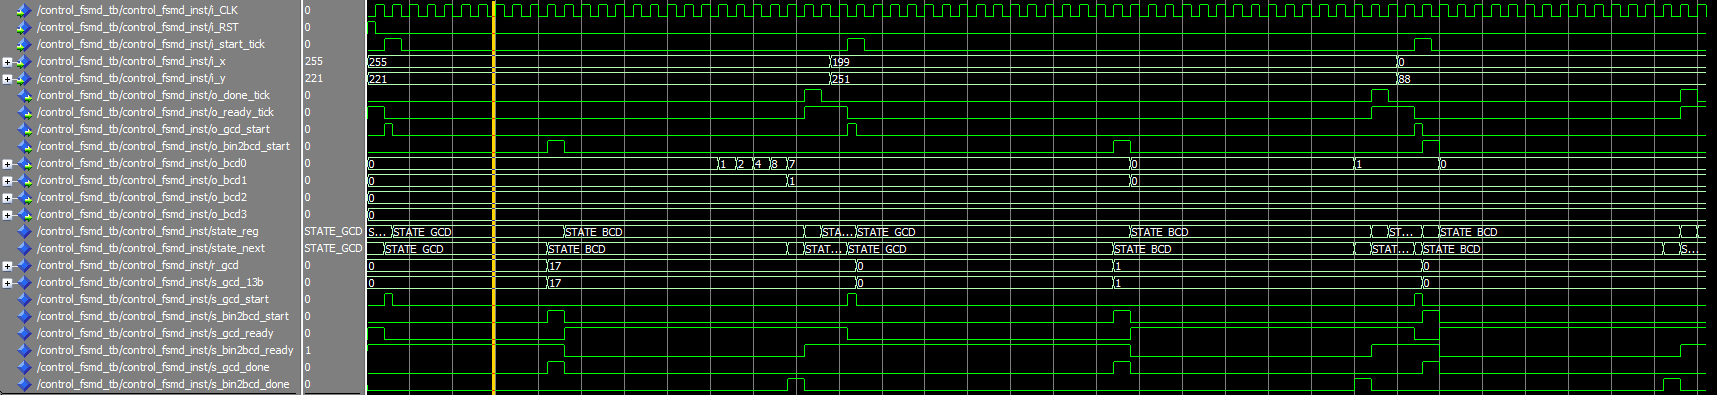 /control_fsmd_tb/control_fsmd_inst/i_CLK 0
/control_fsmd_tb/control_fsmd_inst/i_RST 0
/control_fsmd_tb/control_fsmd_inst/i_start_tick 0
/control_fsmd_tb/control_fsmd_inst/i_x 255 255 199 0
/control_fsmd_tb/control_fsmd_inst/i_y 221 221 251 88
/control_fsmd_tb/control_fsmd_inst/o_done_tick 0
/control_fsmd_tb/control_fsmd_inst/o_ready_tick 0
/control_fsmd_tb/control_fsmd_inst/o_gcd_start 0
/control_fsmd_tb/control_fsmd_inst/o_bin2bcd_start 0
/control_fsmd_tb/control_fsmd_inst/o_bcd0 0 0 1 2 4 8 7 0 1 0
/control_fsmd_tb/control_fsmd_inst/o_bcd1 0 0 1 0
/control_fsmd_tb/control_fsmd_inst/o_bcd2 0 0
/control_fsmd_tb/control_fsmd_inst/o_bcd3 0 0
/control_fsmd_tb/control_fsmd_inst/state_reg STATE_GCD S... STATE_GCD STATE_BCD STA... STATE_GCD STATE_BCD ST... STATE_BCD
/control_fsmd_tb/control_fsmd_inst/state_next STATE_GCD STATE_GCD STATE_BCD STAT... STATE_GCD STATE_BCD STAT... STATE_BCD S...
/control_fsmd_tb/control_fsmd_inst/r_gcd 0 0 17 0 1 0
/control_fsmd_tb/control_fsmd_inst/s_gcd_13b 0 0 17 0 1 0
/control_fsmd_tb/control_fsmd_inst/s_gcd_start 0
/control_fsmd_tb/control_fsmd_inst/s_bin2bcd_start 0
/control_fsmd_tb/control_fsmd_inst/s_gcd_ready 0
/control_fsmd_tb/control_fsmd_inst/s_bin2bcd_ready 1
/control_fsmd_tb/control_fsmd_inst/s_gcd_done 0
/control_fsmd_tb/control_fsmd_inst/s_bin2bcd_done 0